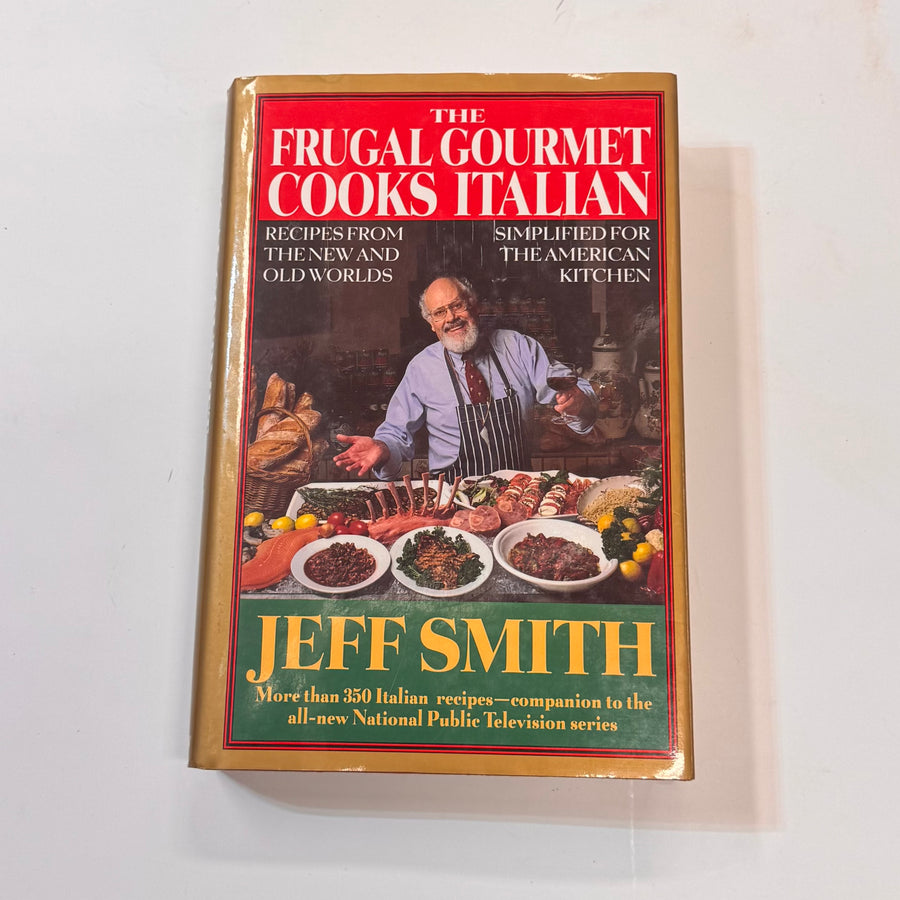 THE
FRUGAL GOURMET
COOKS ITALIAN
RECIPES FROM
THE NEW AND
OLD WORLDS
SIMPLIFIED FOR
THE AMERICAN
KITCHEN
JEFF SMITH
More than 350 Italian recipes—companion to the
all-new National Public Television series